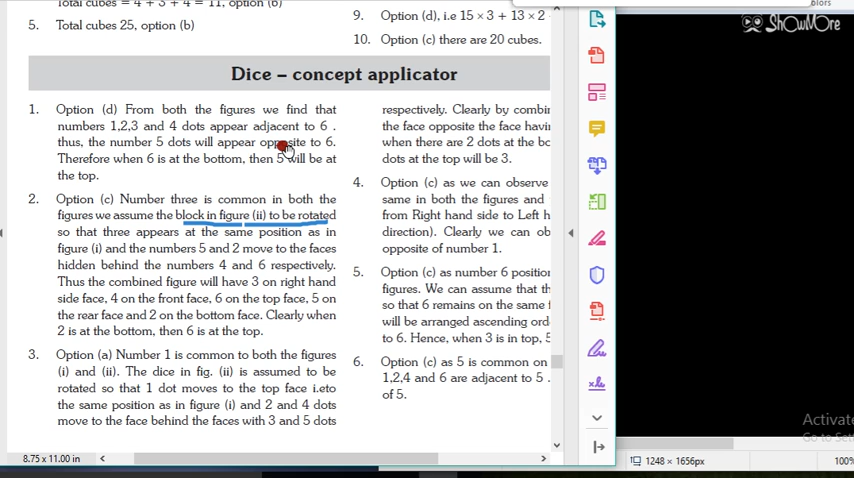 Total cubes = 4 + 3 + 4 = 11, option (b)
5. Total cubes 25, option (b)
9. Option (d), i.e 15 × 3 + 13 × 2
10. Option (c) there are 20 cubes.
Dice – concept applicator
1. Option (d) From both the figures we find that
numbers 1,2,3 and 4 dots appear adjacent to 6 .
thus, the number 5 dots will appear opposite to 6.
Therefore when 6 is at the bottom, then 5 will be at
the top.
2. Option (c) Number three is common in both the
figures we assume the block in figure (ii) to be rotated
so that three appears at the same position as in
figure (i) and the numbers 5 and 2 move to the faces
hidden behind the numbers 4 and 6 respectively.
Thus the combined figure will have 3 on right hand
side face, 4 on the front face, 6 on the top face, 5 on
the rear face and 2 on the bottom face. Clearly when
2 is at the bottom, then 6 is at the top.
3. Option (a) Number 1 is common to both the figures
(i) and (ii). The dice in fig. (ii) is assumed to be
rotated so that 1 dot moves to the top face i.eto
the same position as in figure (i) and 2 and 4 dots
move to the face behind the faces with 3 and 5 dots
respectively. Clearly by combi
the face opposite the face havi
when there are 2 dots at the bo
dots at the top will be 3.
4. Option (c) as we can observe
same in both the figures and
from Right hand side to Left h
direction). Clearly we can ob
opposite of number 1.
5. Option (c) as number 6 positio
figures. We can assume that th
so that 6 remains on the same
will be arranged ascending ord
to 6. Hence, when 3 is in top, 5
6. Option (c) as 5 is common on
1,2,4 and 6 are adjacent to 5 .
of 5.
8.75 x 11.00 in
olors
ShowMore
Activate
Go to Set
1248 × 1656px
100%